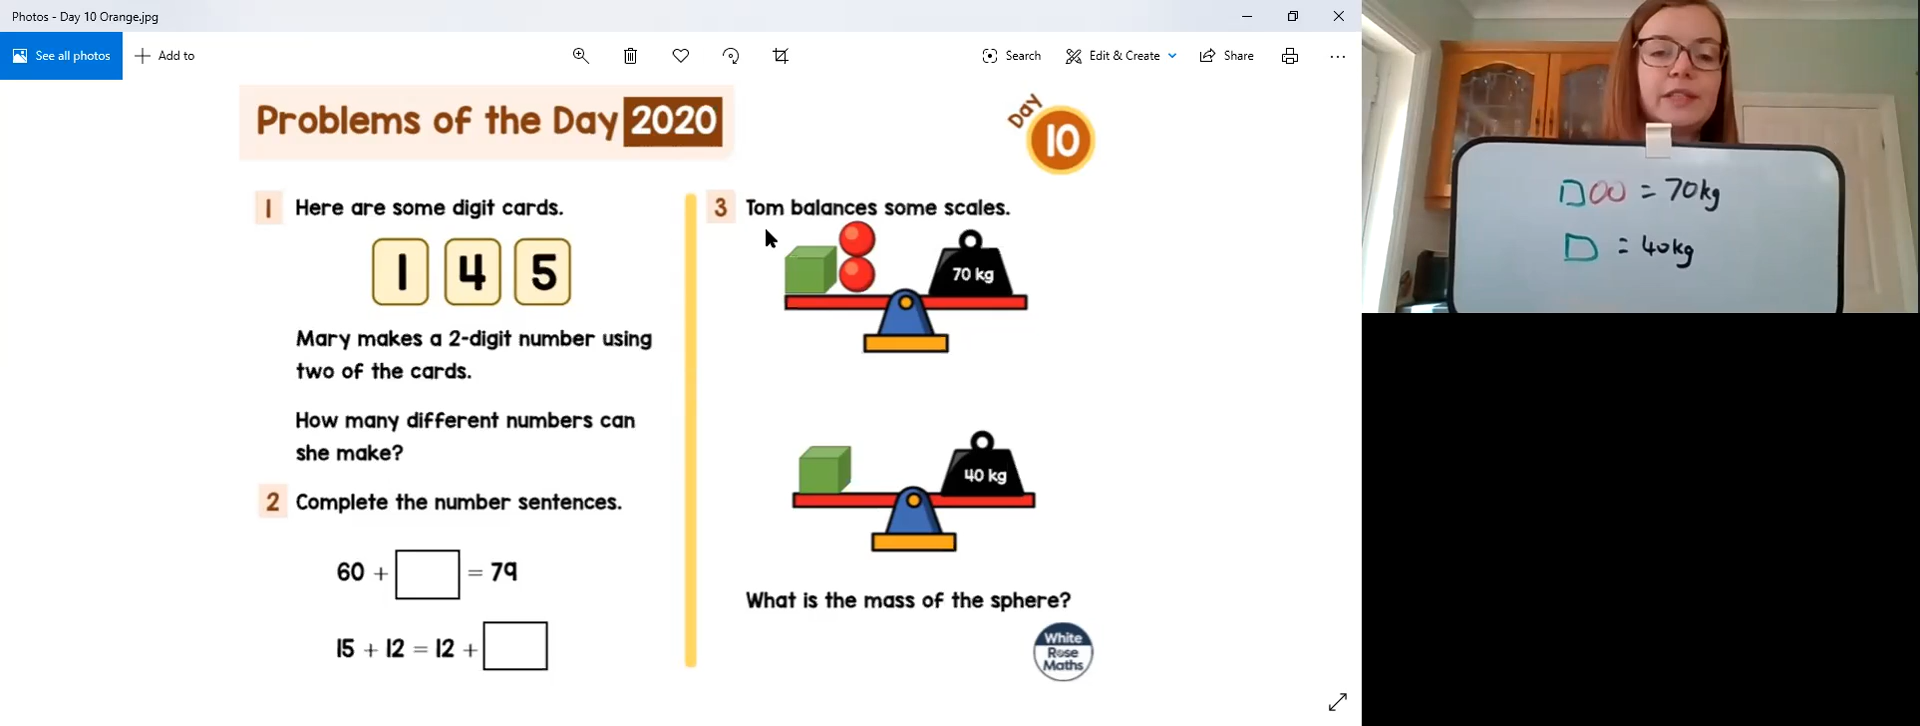 Photos - Day 10 Orange.jpg
See all photos
Add to
Search
Edit & Create
Share
Problems of the Day 2020
Day
10
1 Here are some digit cards.
1 4 5
Mary makes a 2-digit number using
two of the cards.
How many different numbers can
she make?
2 Complete the number sentences.
60 + = 79
15 + 12 = 12 +
3 Tom balances some scales.
70 kg
40 kg
What is the mass of the sphere?
White
Rose
Maths
= 70kg
= 40kg